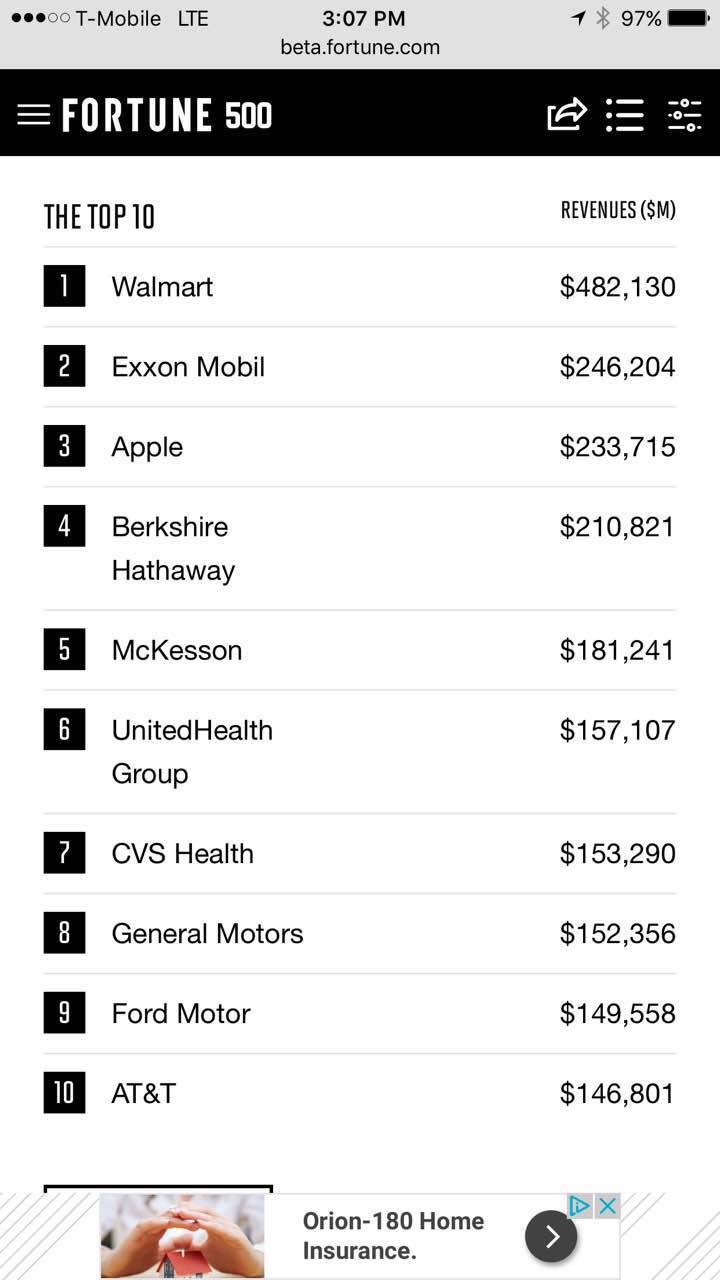 T-Mobile LTE 3:07 PM 97%
beta.fortune.com
FORTUNE 500
THE TOP 10 REVENUES ($M)
1 Walmart $482,130
2 Exxon Mobil $246,204
3 Apple $233,715
4 Berkshire $210,821
Hathaway
5 McKesson $181,241
6 UnitedHealth $157,107
Group
7 CVS Health $153,290
8 General Motors $152,356
9 Ford Motor $149,558
10 AT&T $146,801
Orion-180 Home
Insurance.